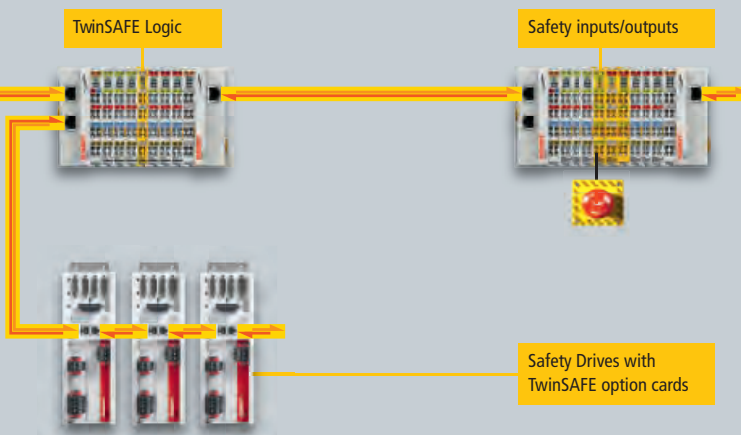 TwinSAFE Logic
Safety inputs/outputs
Safety Drives with
TwinSAFE option cards